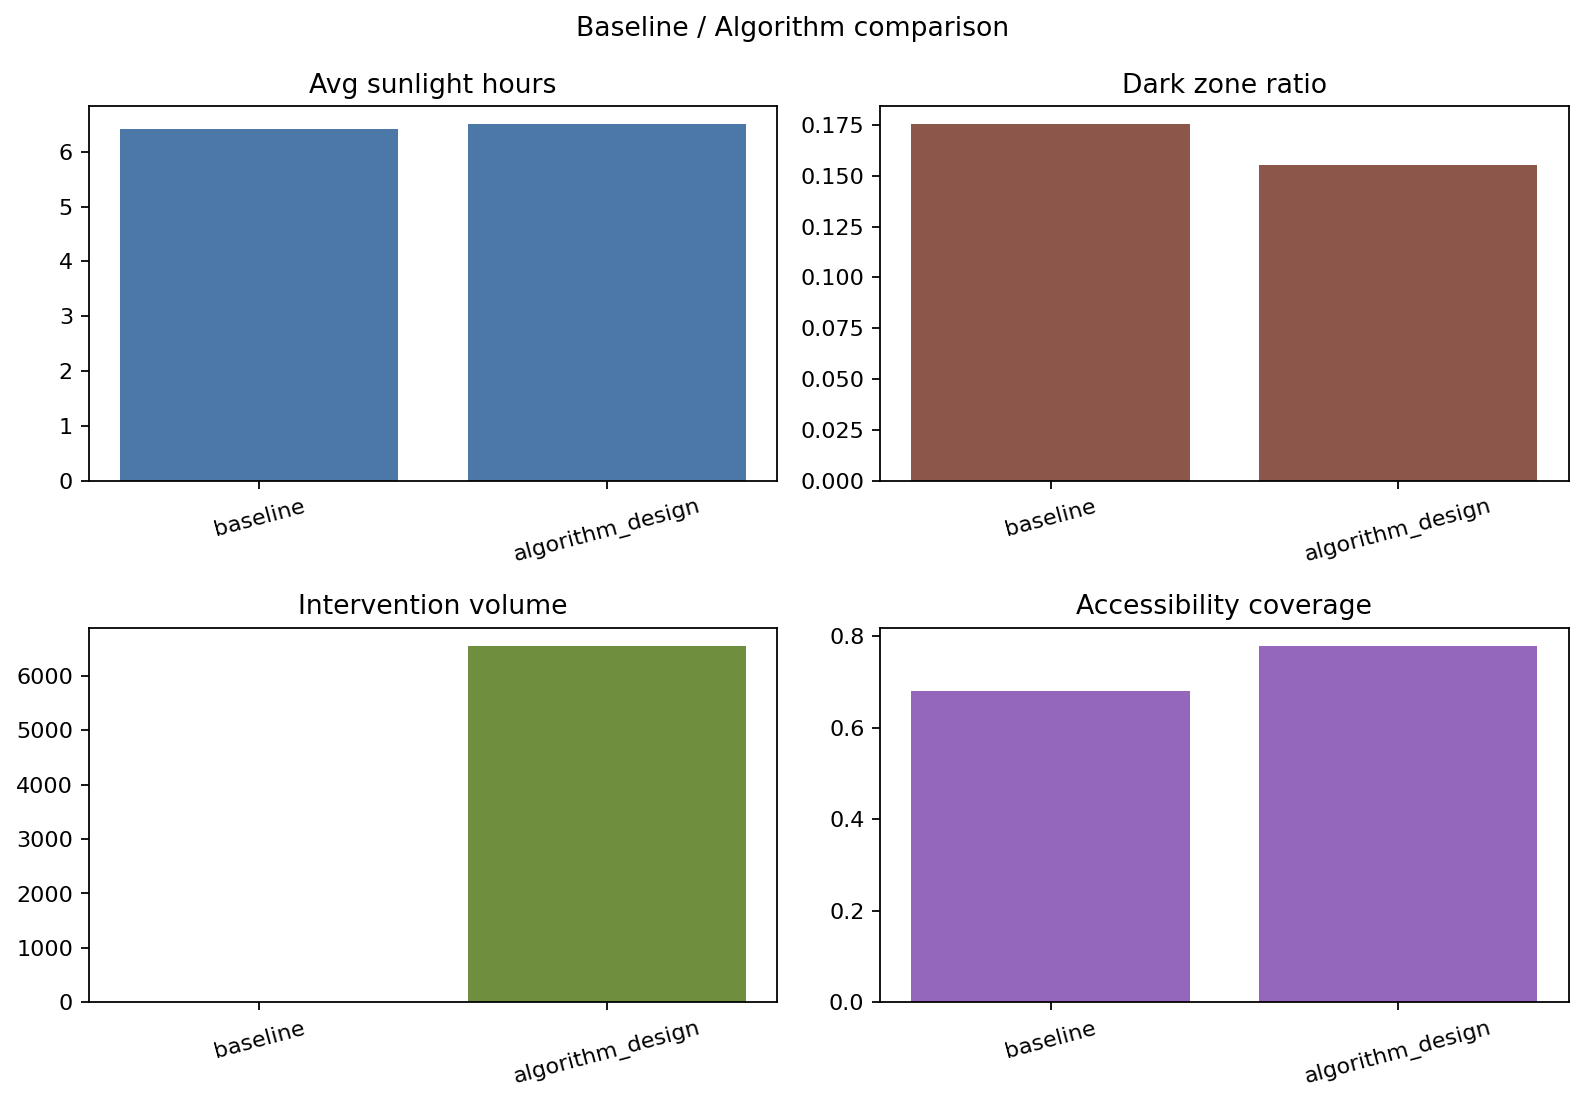 Baseline / Algorithm comparison
Avg sunlight hours
6
5
4
3
2
1
0
baseline
algorithm_design
Dark zone ratio
0.175
0.150
0.125
0.100
0.075
0.050
0.025
0.000
baseline
algorithm_design
Intervention volume
6000
5000
4000
3000
2000
1000
0
baseline
algorithm_design
Accessibility coverage
0.8
0.6
0.4
0.2
0.0
baseline
algorithm_design